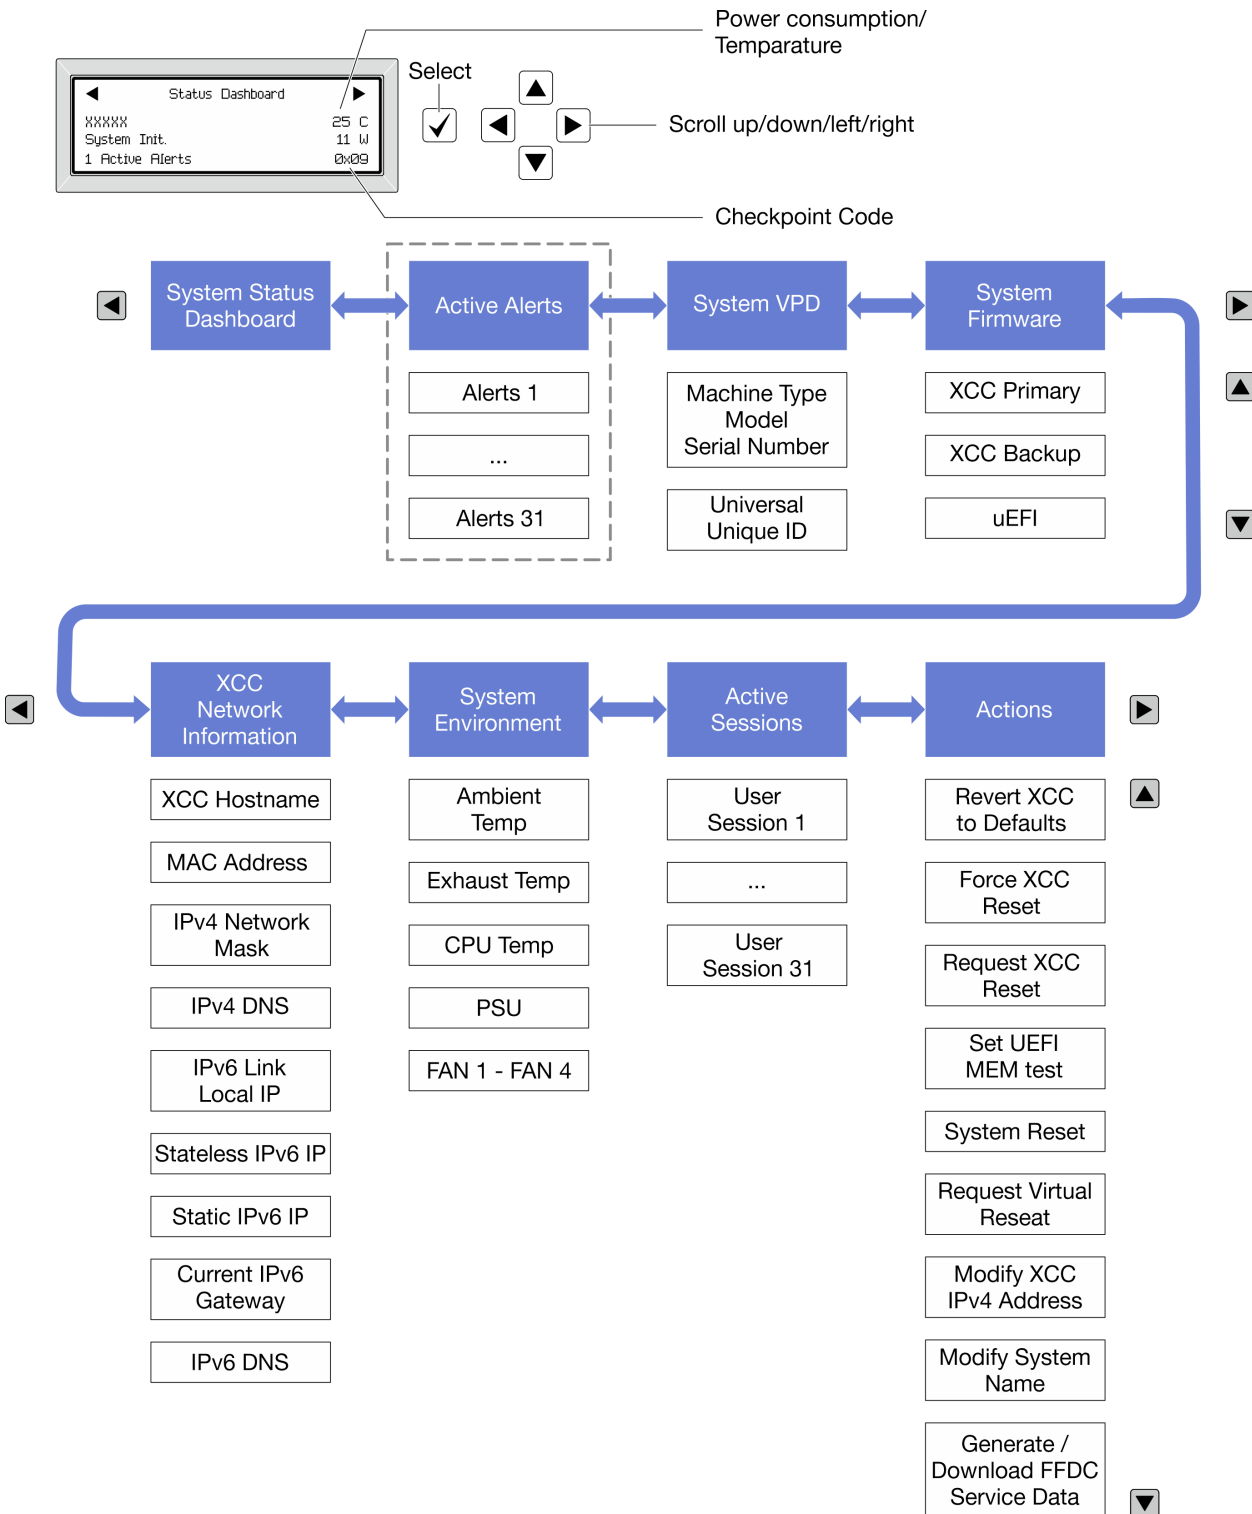 Power consumption/
Temparature
Select
Status Dashboard
XXXXX 25 C
System Init. 11 W
1 Active Alerts 0x09
Scroll up/down/left/right
Checkpoint Code
System Status
Dashboard
Active Alerts
System VPD
System
Firmware
Alerts 1
...
Alerts 31
Machine Type
Model
Serial Number
Universal
Unique ID
XCC Primary
XCC Backup
uEFI
XCC
Network
Information
System
Environment
Active
Sessions
Actions
XCC Hostname
MAC Address
IPv4 Network
Mask
IPv4 DNS
IPv6 Link
Local IP
Stateless IPv6 IP
Static IPv6 IP
Current IPv6
Gateway
IPv6 DNS
Ambient
Temp
Exhaust Temp
CPU Temp
PSU
FAN 1 - FAN 4
User
Session 1
...
User
Session 31
Revert XCC
to Defaults
Force XCC
Reset
Request XCC
Reset
Set UEFI
MEM test
System Reset
Request Virtual
Reseat
Modify XCC
IPv4 Address
Modify System
Name
Generate /
Download FFDC
Service Data